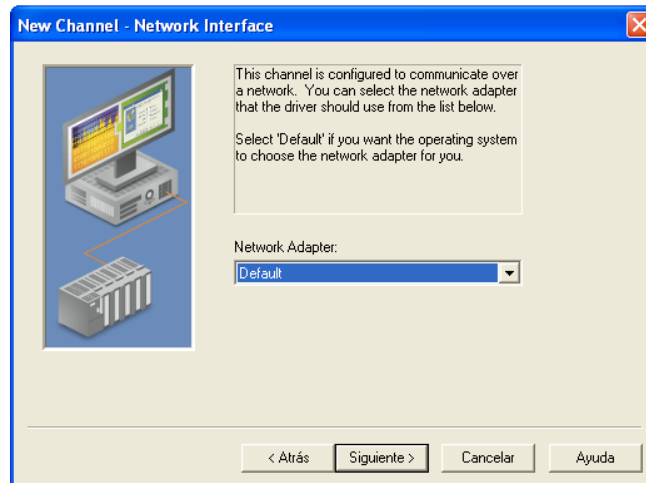 New Channel - Network Interface
This channel is configured to communicate over
a network. You can select the network adapter
that the driver should use from the list below.
Select 'Default' if you want the operating system
to choose the network adapter for you.
Network Adapter:
Default
< Atrás
Siguiente >
Cancelar
Ayuda